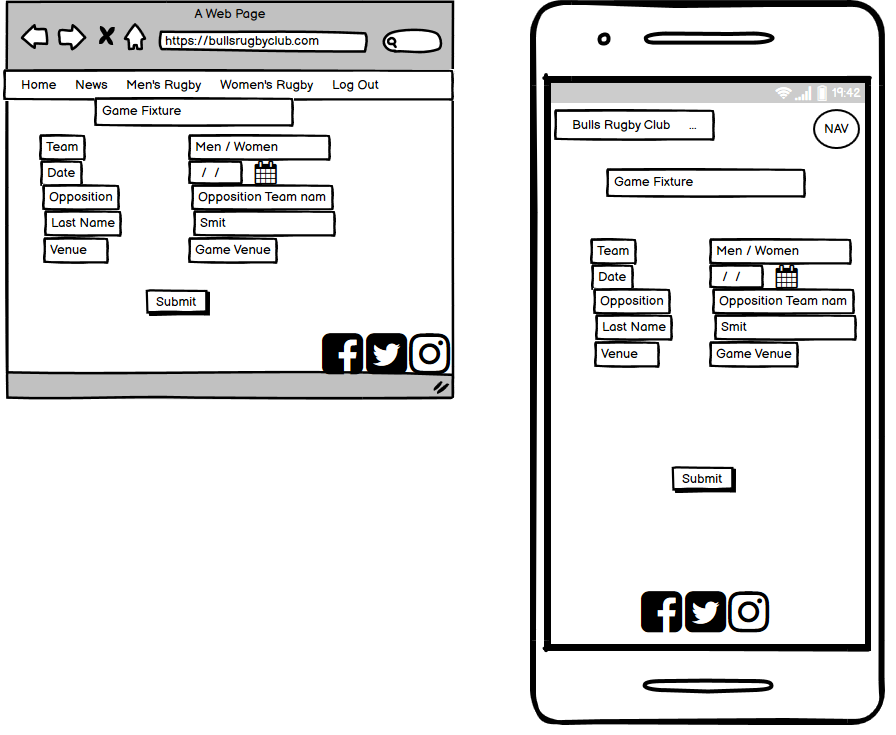 A Web Page
https://bullsrugbyclub.com
Home News Men's Rugby Women's Rugby Log Out
Game Fixture
Team Men / Women
Date / /
Opposition Opposition Team nam
Last Name Smit
Venue Game Venue
Submit
19:42
Bulls Rugby Club ...
NAV
Game Fixture
Team Men / Women
Date / /
Opposition Opposition Team nam
Last Name Smit
Venue Game Venue
Submit